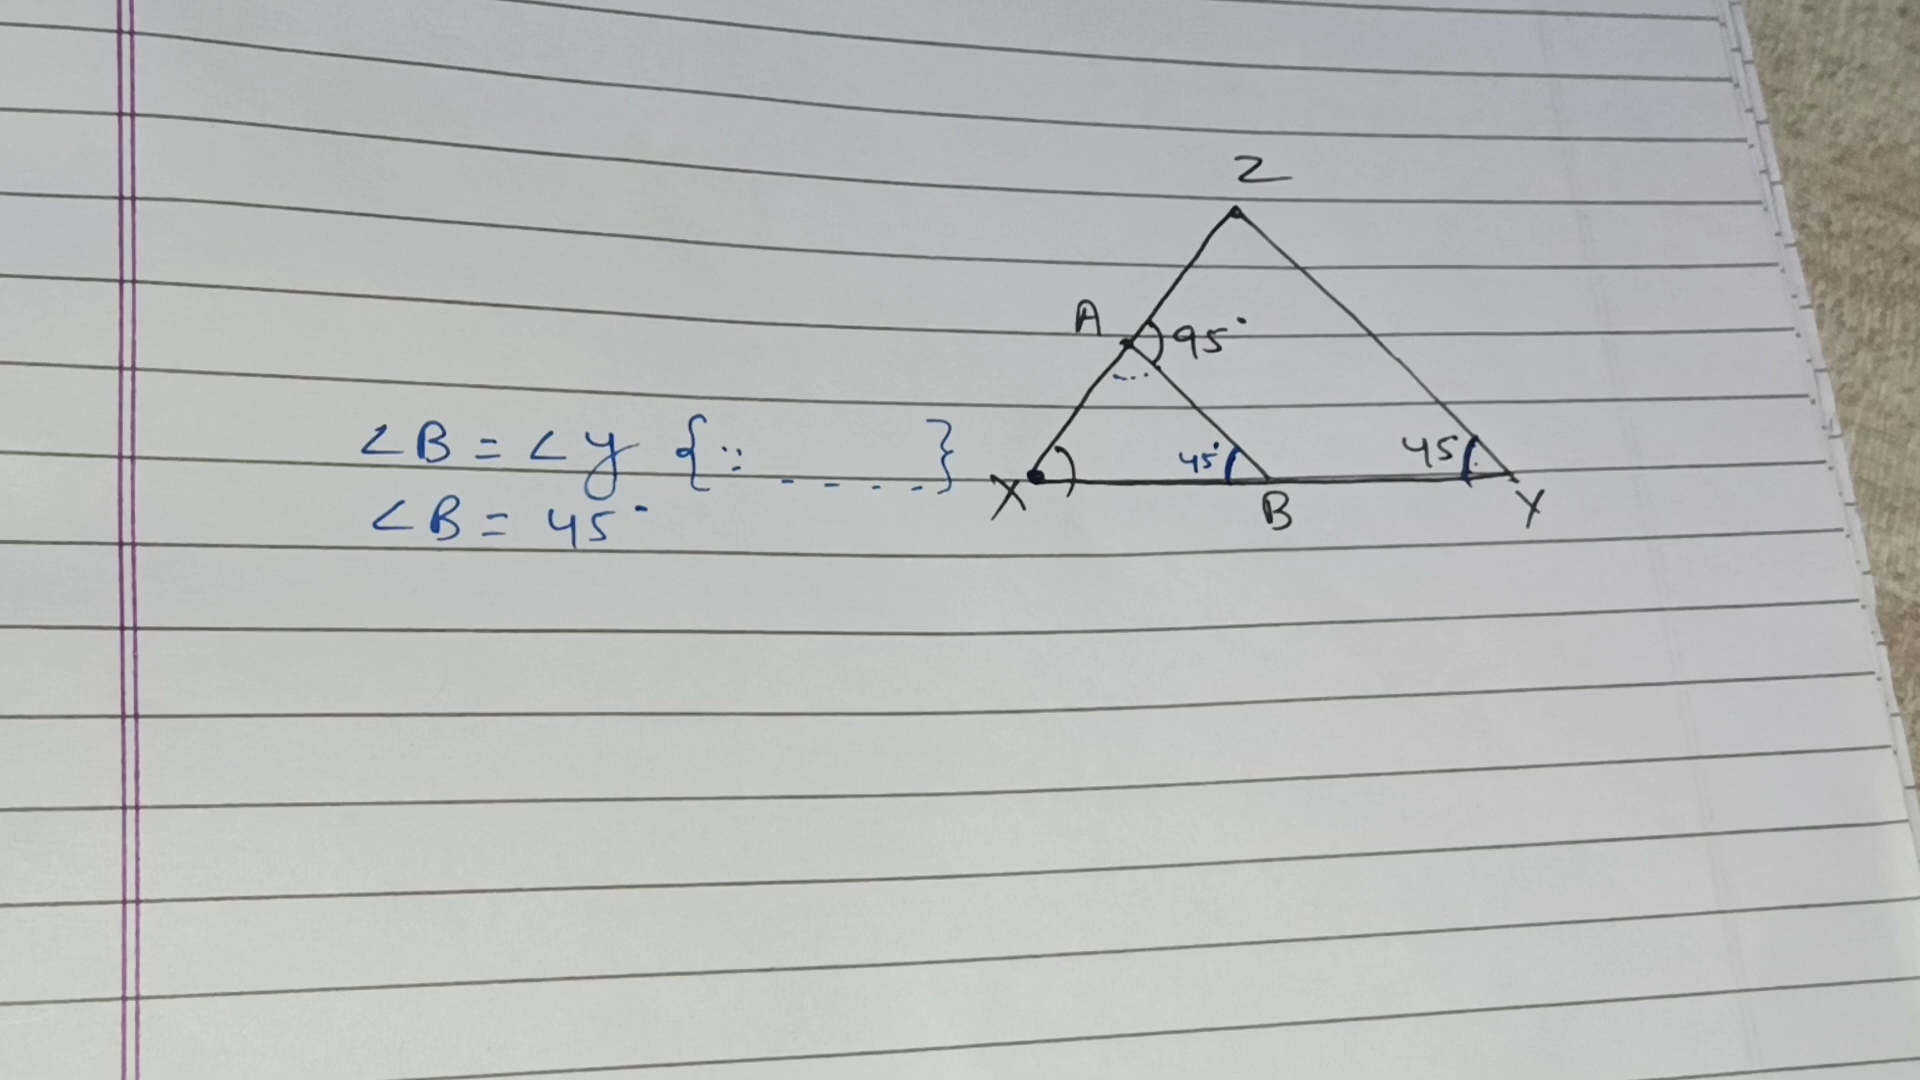 Z
A
95°
∠B = ∠y {∵ - - - - }
45°
45
X
B
Y
∠B = 45°